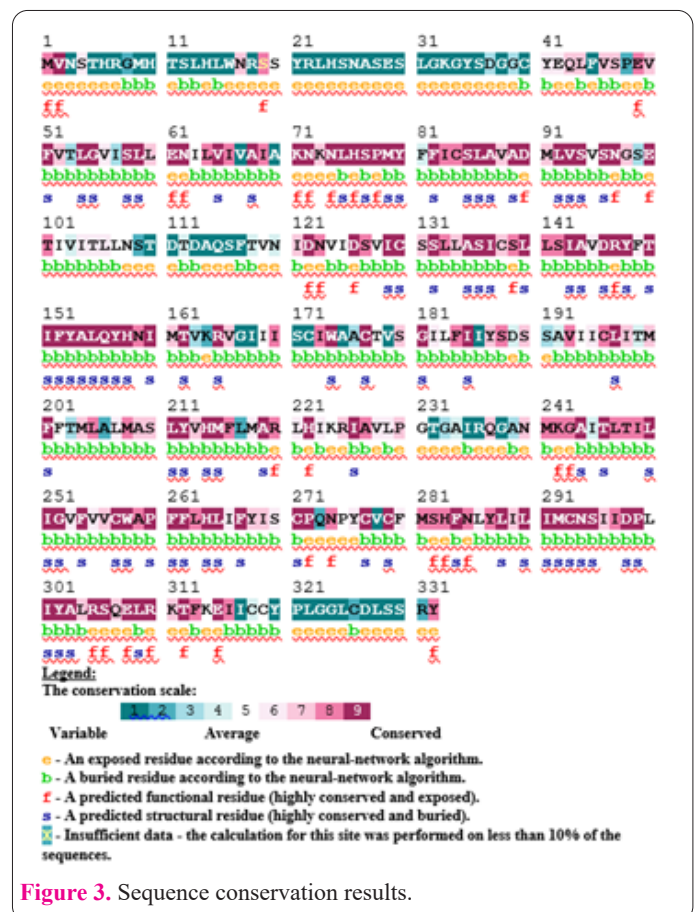 1 11 21 31 41
MVNSTHRGMH TSLHLWNRSS YRLHSNASES LGKGYSDGGC YEQLFVSPEV
eeeeeeebbb ebbebeeeee eeeeeeeeee eeeeeeeeeb beebebbeeb
ff f f
51 61 71 81 91
FVTLGVISLL ENILVIVAIA KNKNLHSPMY FFICSLAVAD MLVSVSNGSE
bbbbbbbbbb eebbbbbbbb eeeebebebb bbbbbbbbbb bbbbbbebbe
s ss ss ff s s ff fsfsfss f s sss sf sss sf f
101 111 121 131 141
TIVITLLNST DTDAQSFTVN IDNVIDSVIC SSLLASICSL LSIAVDRYFT
bbbbbbbeee ebbbbeebee beebbebbbb bbbbbbbbbb bbbbbbebbb
ff f ss s sss fs ss sfs s
151 161 171 181 191
IFYALQYHNI MTVKRVGIII SCIWAACTVS GILFIIYSDS SAVIICLITM
bbbbbbbbbb bbbebbbbbb bbbbbbbbbb bbbbbbbbeb ebbbbbbbbb
ssssssss s s s s s s s s
201 211 221 231 241
FFTMLALMAS LYVHMFLMAR LHIKRIAVLP GTGAIRQGAN MKGAITLTIL
bbbbbbbbbb bbbbbbbbbe bebeebbebb eeeebeeebe bebbbbbbbb
s ss ss sf f s ffs s s
251 261 271 281 291
IGVFVVCWAP FFLHLIFYIS CPQNPYCVCF MSHFNLYLIL IMCNSIIDPL
bbbbbbbbbb bbbbbbbbbb beeeeebbbb beebebbbbb bbbbbbbbbb
ss s ss s ss ss s sf f s s ffsf s s sssss ss
301 311 321 331
IYALRSQELR KTFKEIICCY PLGGLCDLSS RY
bbbbeeeebe eebeebbbbb eeeeebeeee ee
sss ff fsf f f f
Legend:
The conservation scale:
1 2 3 4 5 6 7 8 9
Variable Average Conserved
e - An exposed residue according to the neural-network algorithm.
b - A buried residue according to the neural-network algorithm.
f - A predicted functional residue (highly conserved and exposed).
s - A predicted structural residue (highly conserved and buried).
X - Insufficient data - the calculation for this site was performed on less than 10% of the
sequences.
Figure 3. Sequence conservation results.